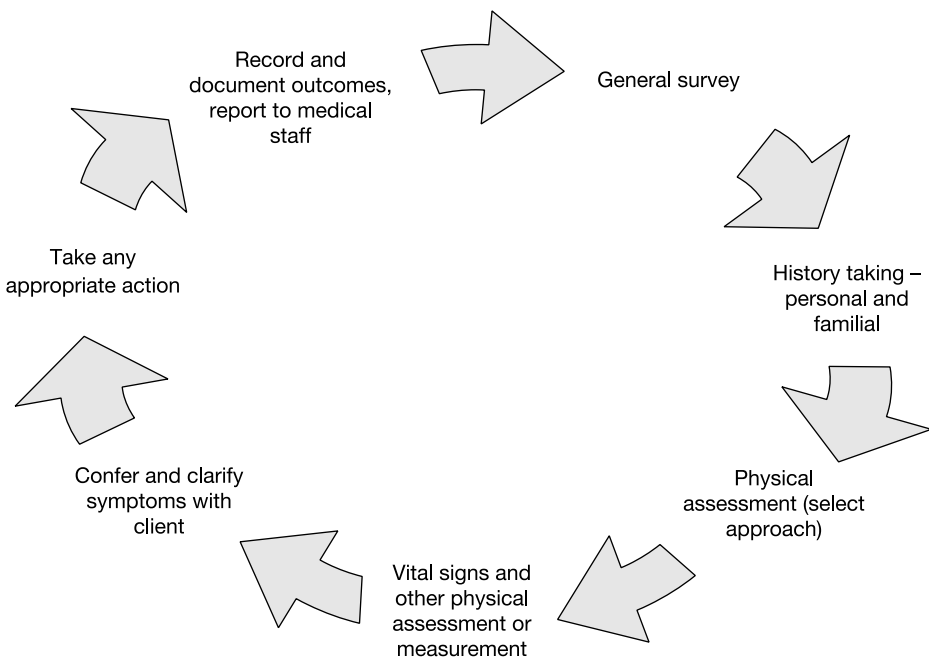 Record and
document outcomes,
report to medical
staff
General survey
History taking –
personal and
familial
Physical
assessment (select
approach)
Vital signs and
other physical
assessment or
measurement
Confer and clarify
symptoms with
client
Take any
appropriate action